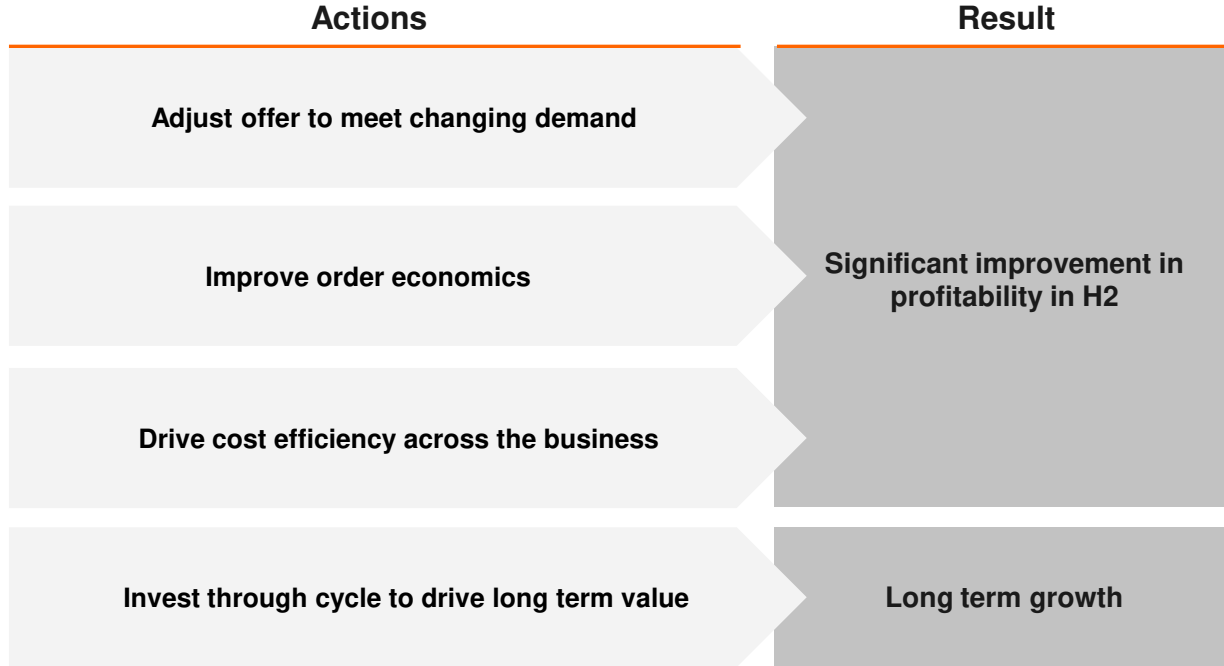 Actions
Result
Adjust offer to meet changing demand
Improve order economics
Significant improvement in
profitability in H2
Drive cost efficiency across the business
Invest through cycle to drive long term value
Long term growth